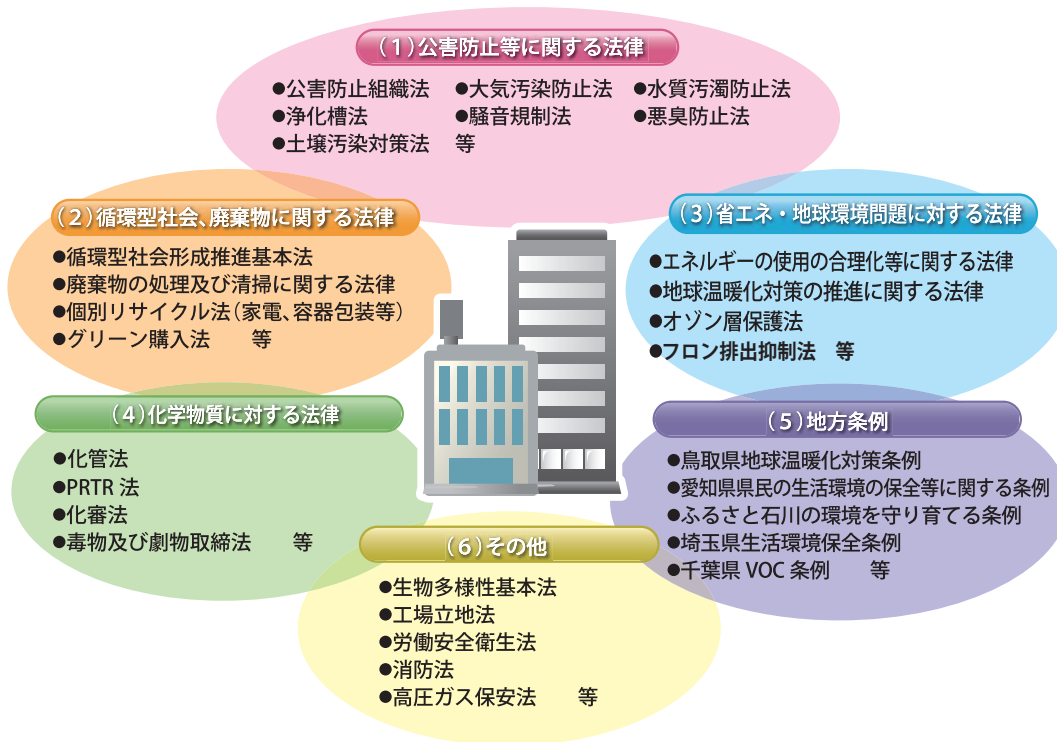 （1）公害防止等に関する法律
●公害防止組織法　●大気汚染防止法　●水質汚濁防止法
●浄化槽法　●騒音規制法　●悪臭防止法
●土壌汚染対策法　等
（2）循環型社会、廃棄物に関する法律
●循環型社会形成推進基本法
●廃棄物の処理及び清掃に関する法律
●個別リサイクル法（家電、容器包装等）
●グリーン購入法　　等
（3）省エネ・地球環境問題に対する法律
●エネルギーの使用の合理化等に関する法律
●地球温暖化対策の推進に関する法律
●オゾン層保護法
●フロン排出抑制法　等
（4）化学物質に対する法律
●化管法
●PRTR 法
●化審法
●毒物及び劇物取締法　　等
（5）地方条例
●鳥取県地球温暖化対策条例
●愛知県県民の生活環境の保全等に関する条例
●ふるさと石川の環境を守り育てる条例
●埼玉県生活環境保全条例
●千葉県 VOC 条例　　等
（6）その他
●生物多様性基本法
●工場立地法
●労働安全衛生法
●消防法
●高圧ガス保安法　　等